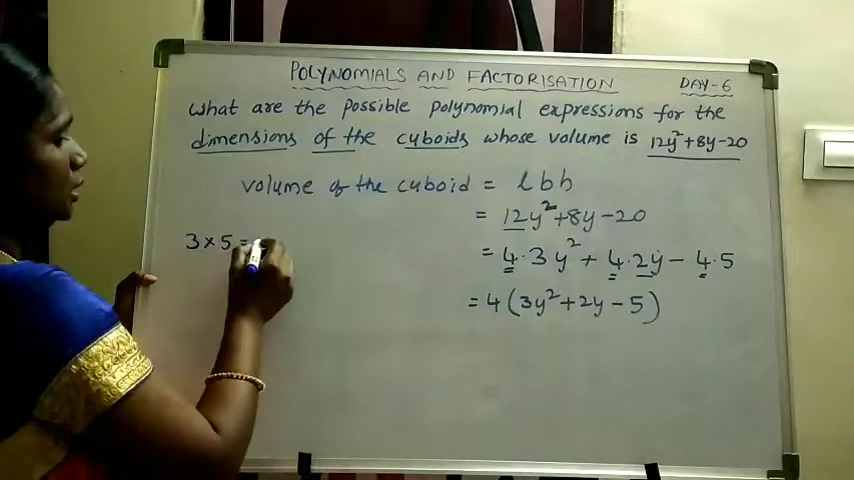 POLYNOMIALS AND FACTORISATION DAY-6
what are the possible polynomial expressions for the
dimensions of the cuboids whose volume is 12y²+8y-20
volume of the cuboid = l b h
= 12y²+8y-20
3×5=
= 4·3y² + 4·2y - 4·5
= 4(3y²+2y-5)